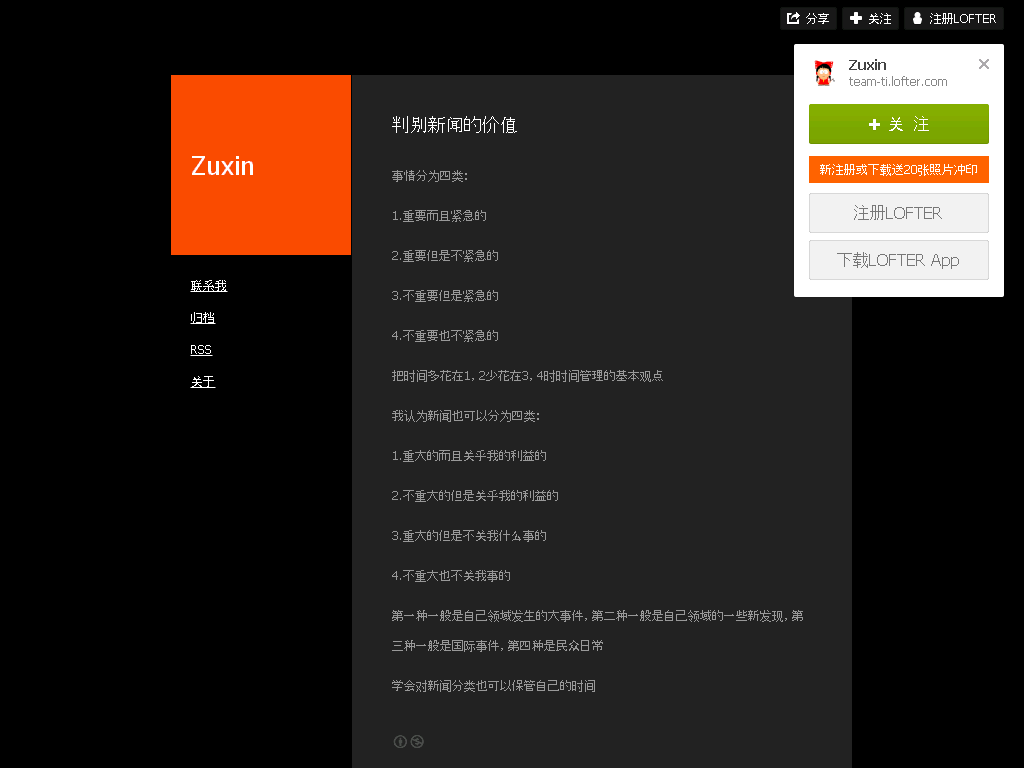 分享
关注
注册LOFTER
Zuxin
team-ti.lofter.com
关 注
新注册或下载送20张照片冲印
注册LOFTER
下载LOFTER App
Zuxin
联系我
归档
RSS
关于
判别新闻的价值
事情分为四类:
1.重要而且紧急的
2.重要但是不紧急的
3.不重要但是紧急的
4.不重要也不紧急的
把时间多花在1, 2少花在3, 4时时间管理的基本观点
我认为新闻也可以分为四类:
1.重大的而且关乎我的利益的
2.不重大的但是关乎我的利益的
3.重大的但是不关我什么事的
4.不重大也不关我事的
第一种一般是自己领域发生的大事件, 第二种一般是自己领域的一些新发现, 第
三种一般是国际事件, 第四种是民众日常
学会对新闻分类也可以保管自己的时间